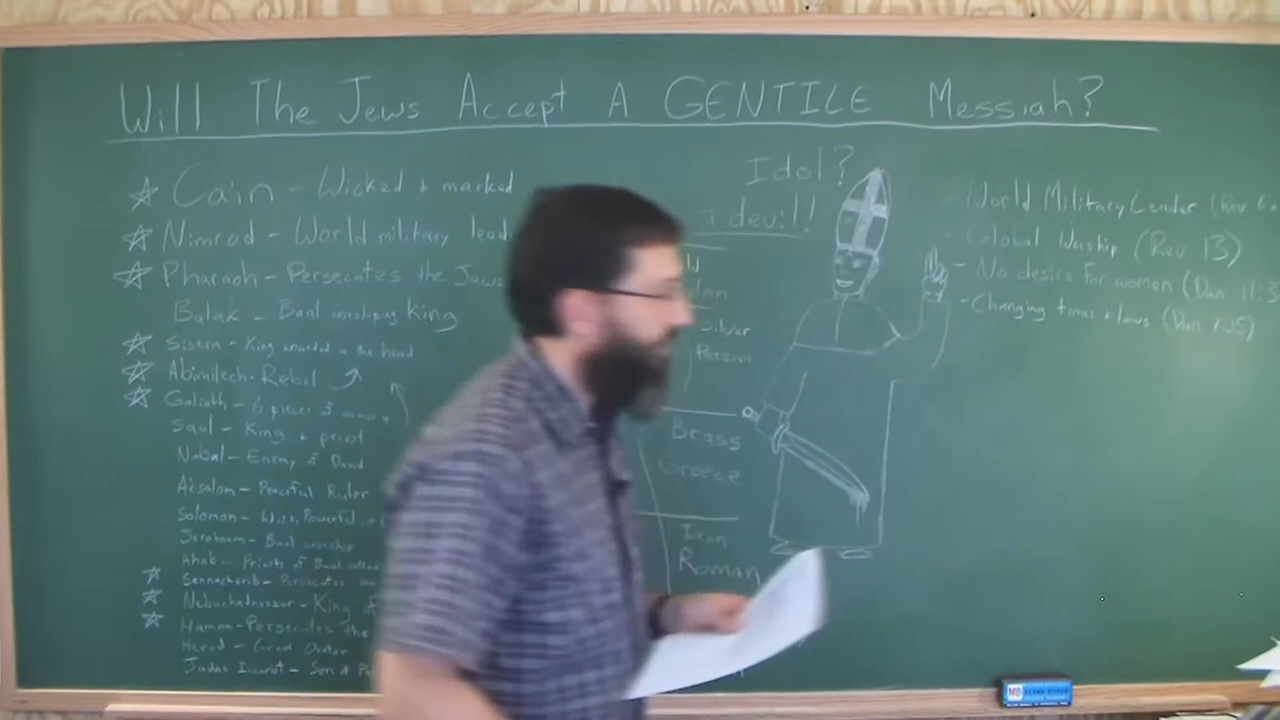 Will The Jews Accept A GENTILE Messiah?
Cain - Wicked + marked
Nimrod - World military lead
Pharaoh - Persecutes the Jews
Balak - Baal worshiping King
Sisera - King wounded in the head
Abimilech - Rebel
Goliath - 6 pieces of armor
Saul - King + priest
Nabal - Enemy of David
Absalom - Peaceful Ruler
Solomon - Wise, Powerful
Jeroboam - Baal worship
Ahab - Priests of Baal
Sennacherib - Persecutes
Nebuchadnezzar - King of
Haman - Persecutes the
Herod - Great
Judas Iscariot - Son of
Idol?
a devil!
Silver
Persian
Brass
Greece
Iron
Roman
World Military Leader (Rev 6
Global Worship (Rev 13)
- No desire for women (Dan 11:3
- Changing times + laws (Dan 7:25)
MB